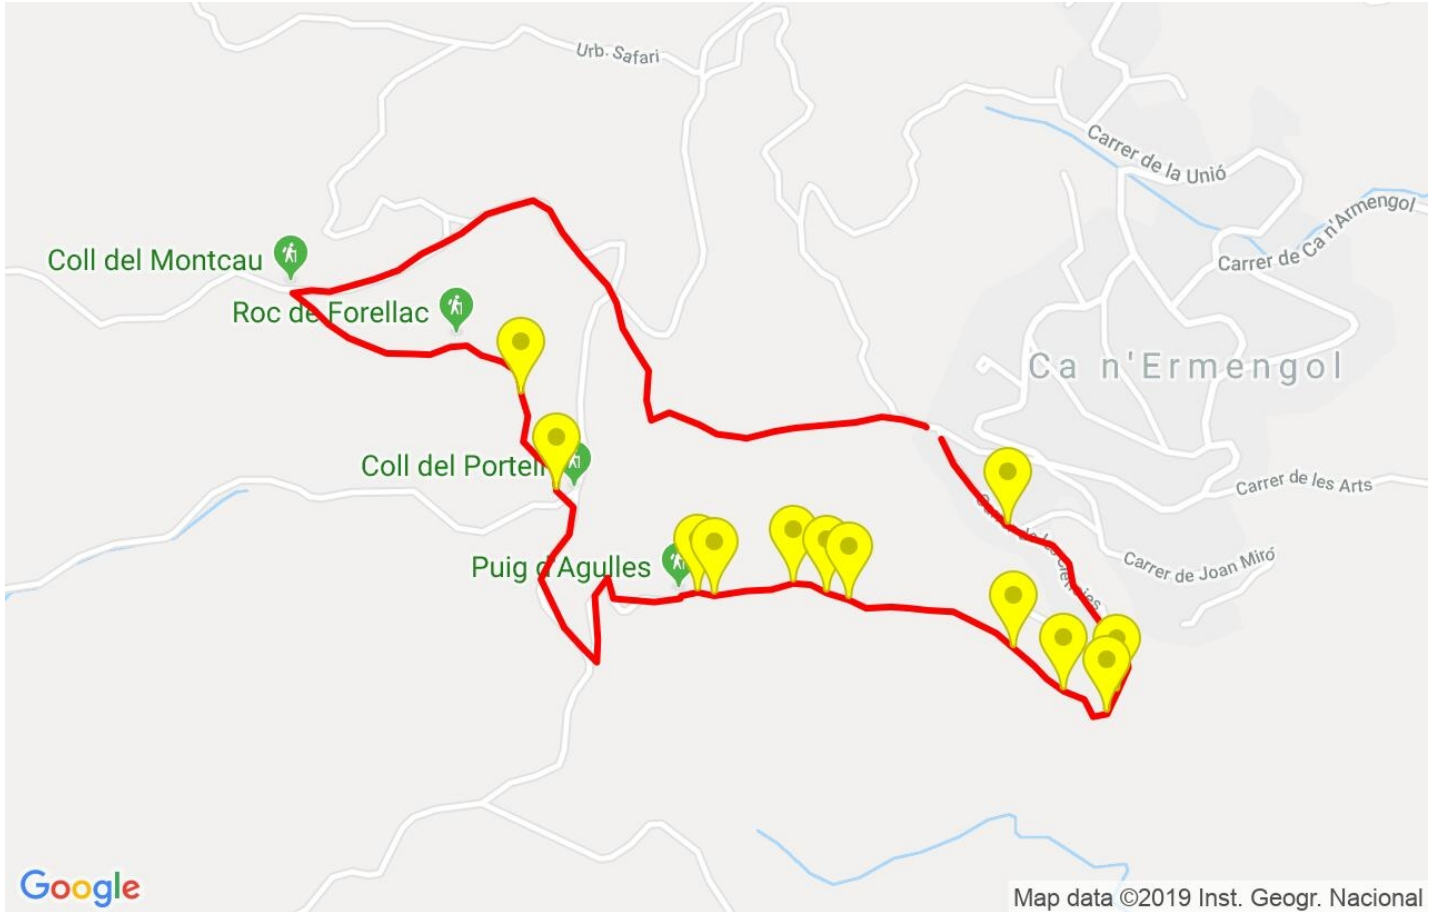 Urb. Safari
Carrer de la Unió
Carrer de Ca n'Armengol
Coll del Montcau
Roc de Forellac
Ca n'Ermengol
Coll del Portell
Carrer de les Arts
Puig d'Agulles
Carrer de Joan Miró
Google
Map data ©2019 Inst. Geogr. Nacional